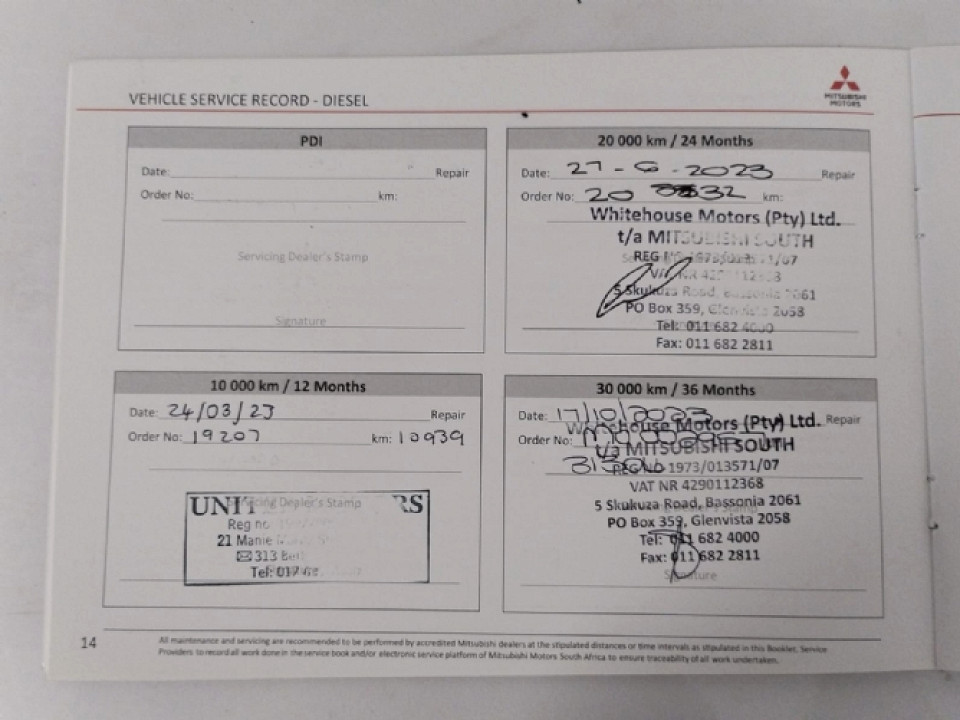 VEHICLE SERVICE RECORD - DIESEL
MITSUBISHI
MOTORS
PDI
Date: Repair
Order No: km:
Servicing Dealer's Stamp
Signature
20 000 km / 24 Months
Date: 27-6-2023 Repair
Order No: 20 km:
Whitehouse Motors (Pty) Ltd.
t/a MITSUBISHI SOUTH
REG
VAT NR
5 Skukuza Road, Bassonia 2061
PO Box 359, Glenvista 2058
Tel: 011 682 4000
Fax: 011 682 2811
10 000 km / 12 Months
Date: 24/03/23 Repair
Order No: 19207 km: 10939
Servicing Dealer's Stamp
Reg no
21 Manie
313
Tel: 017
30 000 km / 36 Months
Date: 17/10/2023 Repair
Order No:
Whitehouse Motors (Pty) Ltd.
t/a MITSUBISHI SOUTH
REG NO 1973/013571/07
VAT NR 4290112368
5 Skukuza Road, Bassonia 2061
PO Box 359, Glenvista 2058
Tel: 011 682 4000
Fax: 011 682 2811
Signature
14
All maintenance and servicing are recommended to be performed by accredited Mitsubishi dealers at the stipulated distances or time intervals as stipulated in this Booklet. Service
Providers to record all work done in the service book and/or electronic service platform of Mitsubishi Motors South Africa to ensure traceability of all work undertaken.